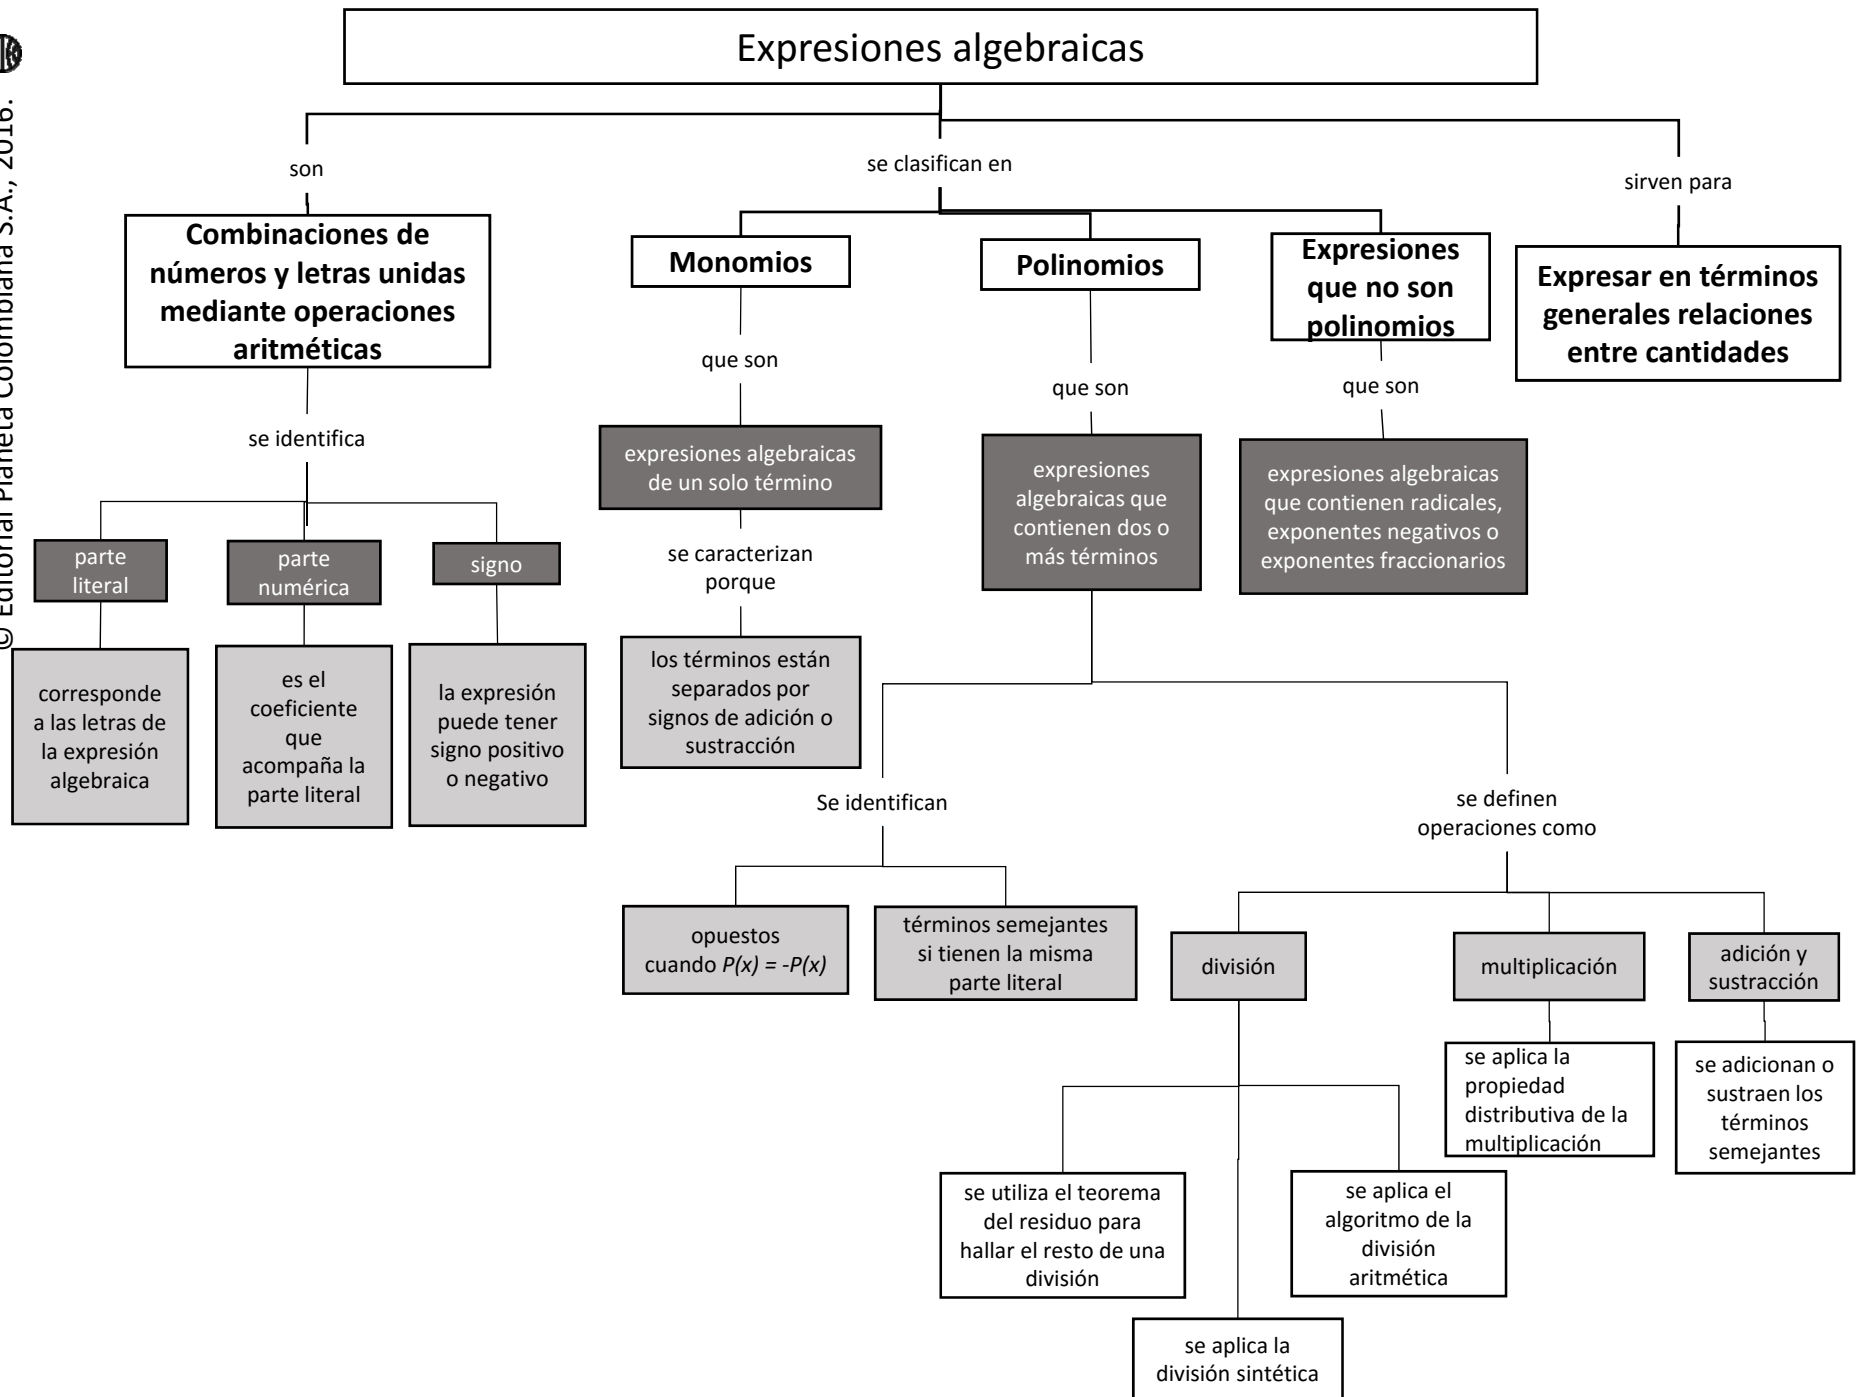 Expresiones algebraicas
son
se clasifican en
sirven para
Combinaciones de
números y letras unidas
mediante operaciones
aritméticas
Monomios
Polinomios
Expresiones
que no son
polinomios
Expresar en términos
generales relaciones
entre cantidades
se identifica
que son
que son
que son
parte
literal
parte
numérica
signo
expresiones algebraicas
de un solo término
expresiones
algebraicas que
contienen dos o
más términos
expresiones algebraicas
que contienen radicales,
exponentes negativos o
exponentes fraccionarios
corresponde
a las letras de
la expresión
algebraica
es el
coeficiente
que
acompaña la
parte literal
la expresión
puede tener
signo positivo
o negativo
se caracterizan
porque
los términos están
separados por
signos de adición o
sustracción
Se identifican
se definen
operaciones como
opuestos
cuando P(x) = -P(x)
términos semejantes
si tienen la misma
parte literal
división
multiplicación
adición y
sustracción
se aplica la
propiedad
distributiva de la
multiplicación
se adicionan o
sustraen los
términos
semejantes
se utiliza el teorema
del residuo para
hallar el resto de una
división
se aplica el
algoritmo de la
división
aritmética
se aplica la
división sintética
© Editorial Planeta Colombiana S.A., 2016.